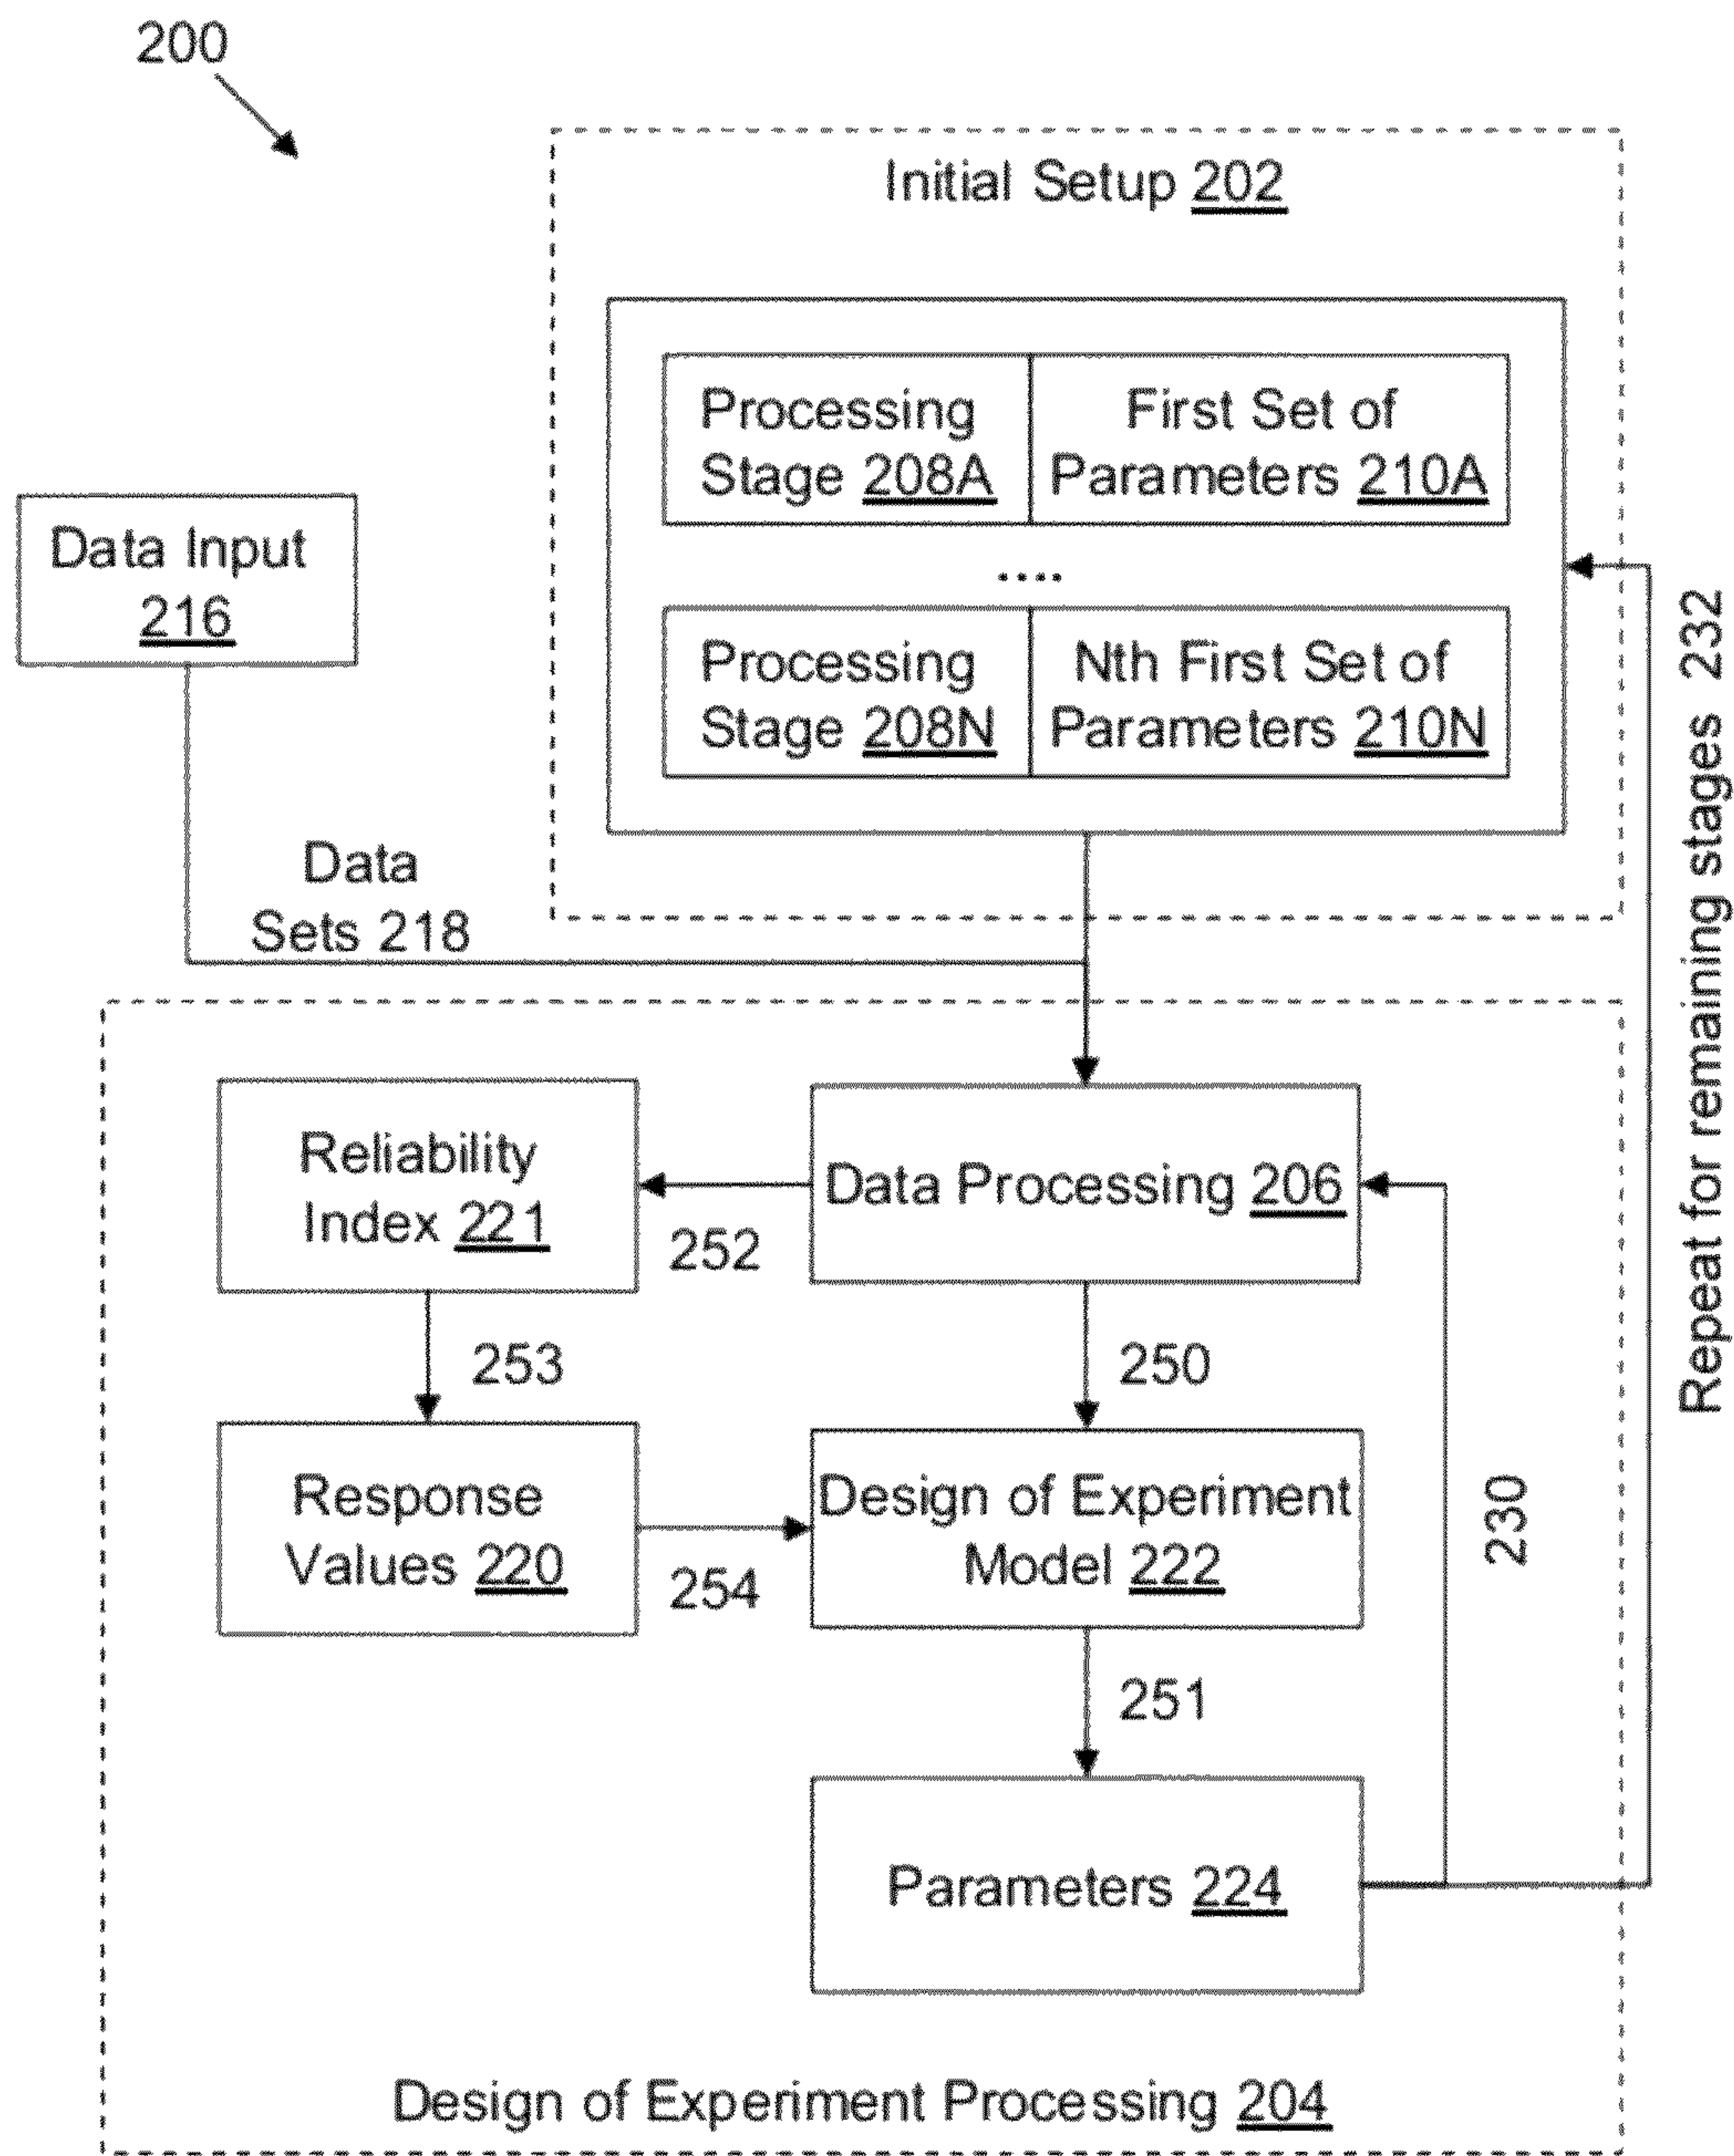 200
Initial Setup 202
Processing
Stage 208A
First Set of
Parameters 210A
....
Processing
Stage 208N
Nth First Set of
Parameters 210N
Data Input
216
Data
Sets 218
Repeat for remaining stages 232
Reliability
Index 221
252
Data Processing 206
253
250
Response
Values 220
254
Design of Experiment
Model 222
230
251
Parameters 224
Design of Experiment Processing 204